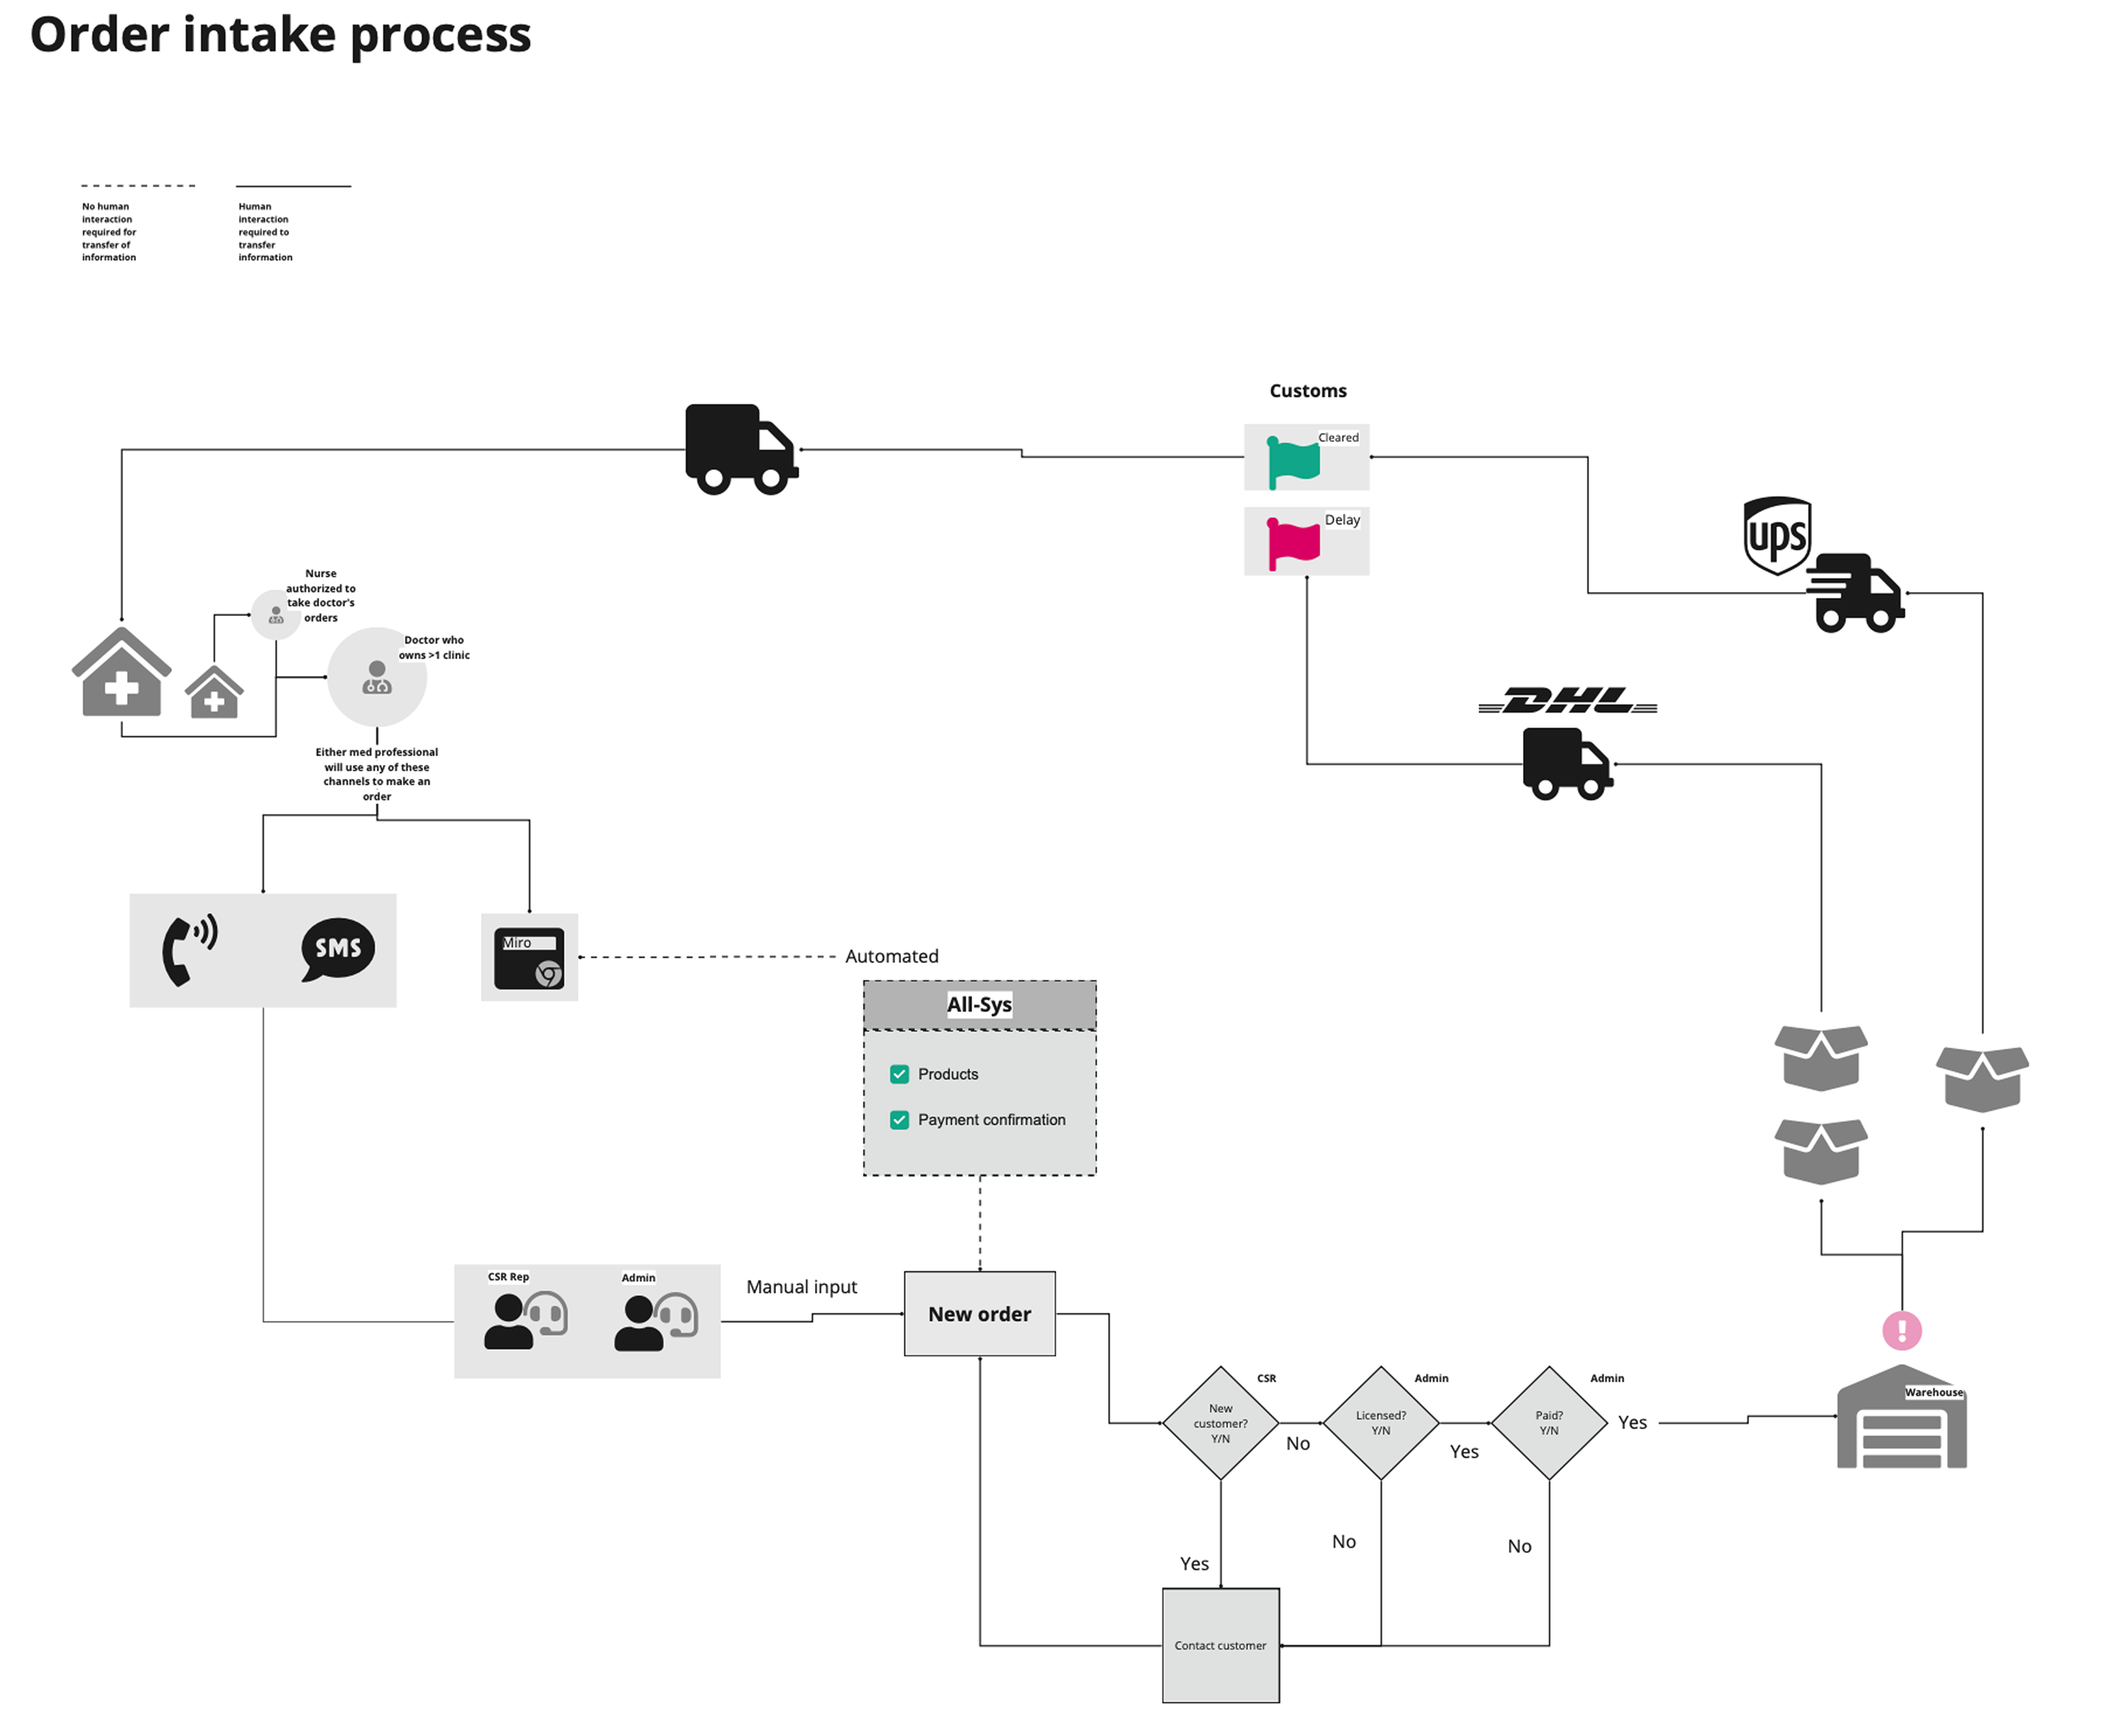 Order intake process
No human
interaction
required for
transfer of
information
Human
interaction
required to
transfer
information
Customs
Cleared
Delay
ups
DHL
Nurse
authorized to
take doctor's
orders
Doctor who
owns >1 clinic
Either med professional
will use any of these
channels to make an
order
SMS
Miro
Automated
All-Sys
Products
Payment confirmation
CSR Rep
Admin
Manual input
New order
CSR
New
customer?
Y/N
No
Admin
Licensed?
Y/N
Yes
Admin
Paid?
Y/N
Yes
!
Warehouse
Yes
No
No
Contact customer